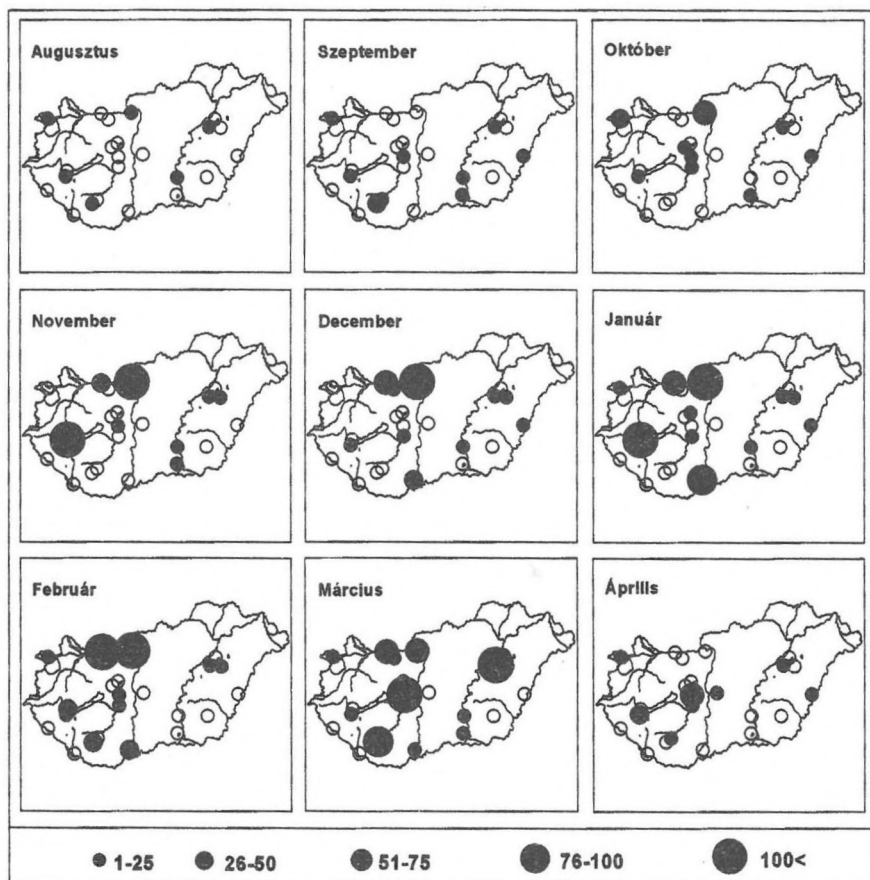 Augusztus
Szeptember
Október
November
December
Január
Február
Március
Április
1-25
26-50
51-75
76-100
100<